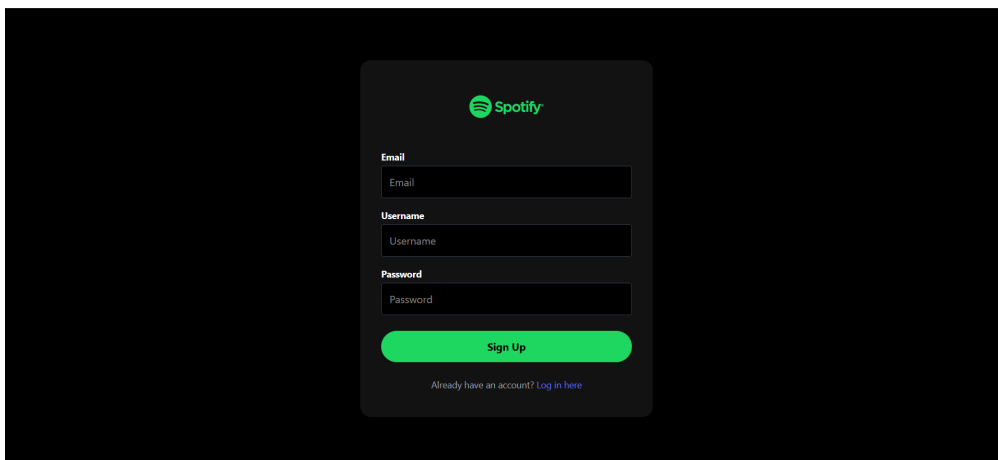 Spotify
Email
Email
Username
Username
Password
Password
Sign Up
Already have an account? Log in here